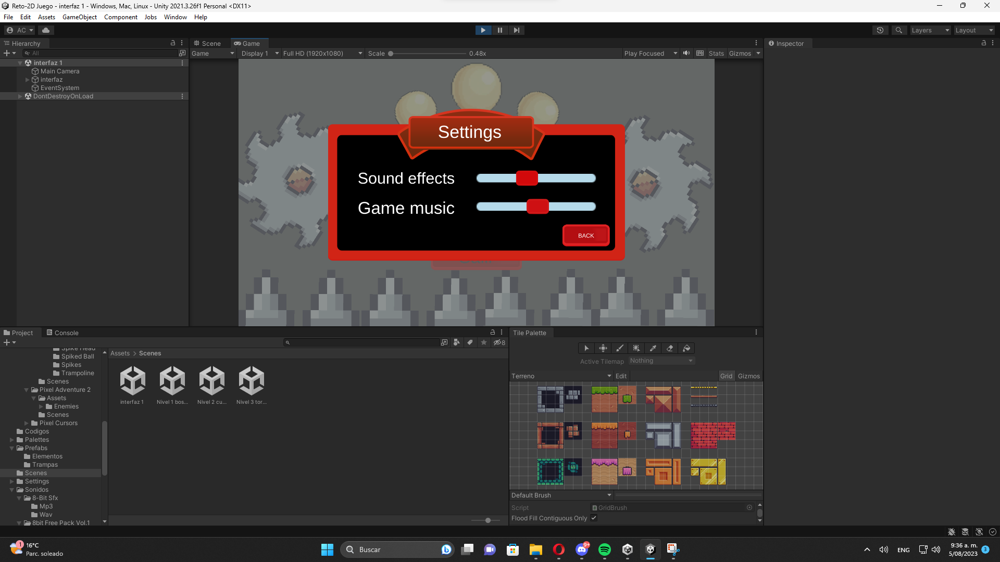 Reto-2D Juego - interfaz 1 - Windows, Mac, Linux - Unity 2021.3.26f1 Personal <DX11>
File Edit Assets GameObject Component Jobs Window Help
AC
Layers Layout
Hierarchy
All
interfaz 1
Main Camera
interfaz
EventSystem
DontDestroyOnLoad
Scene Game
Game Display 1 Full HD (1920x1080) Scale 0.48x Play Focused Stats Gizmos
Settings
Sound effects
Game music
BACK
Inspector
Project Console
8
Spike Head
Spiked Ball
Spikes
Trampoline
Scenes
Pixel Adventure 2
Assets
Enemies
Scenes
Pixel Cursors
Codigos
Palettes
Prefabs
Elementos
Trampas
Scenes
Settings
Sonidos
8-Bit Sfx
Mp3
Wav
8bit Free Pack Vol.1
Assets > Scenes
interfaz 1 Nivel 1 bos... Nivel 2 cu... Nivel 3 tor...
Tile Palette
Active Tilemap Nothing
Terreno Edit Grid Gizmos
Default Brush
Script GridBrush
Flood Fill Contiguous Only
1
16°C
Parc. soleado
Buscar
9+
ENG
9:36 a. m.
5/08/2023
3